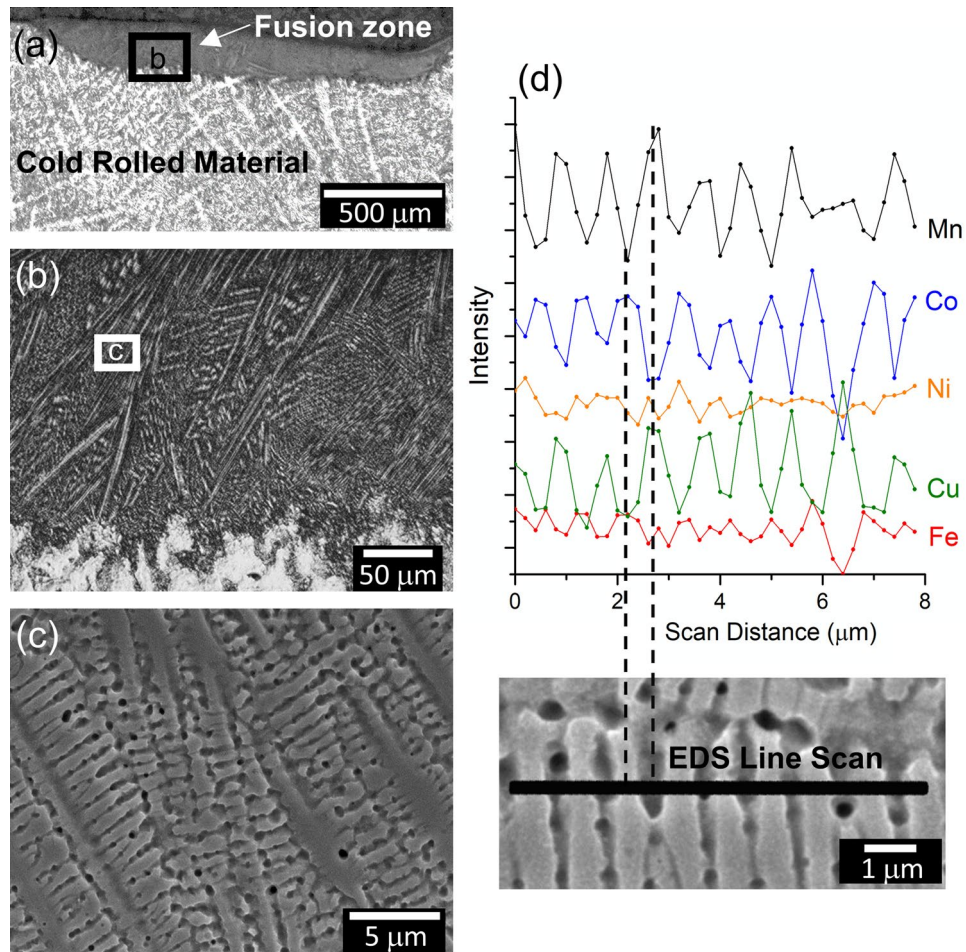 (a)
Fusion zone
b
Cold Rolled Material
500 μm
(b)
c
50 μm
(c)
5 μm
(d)
Intensity
Mn
Co
Ni
Cu
Fe
0 2 4 6 8
Scan Distance (μm)
EDS Line Scan
1 μm